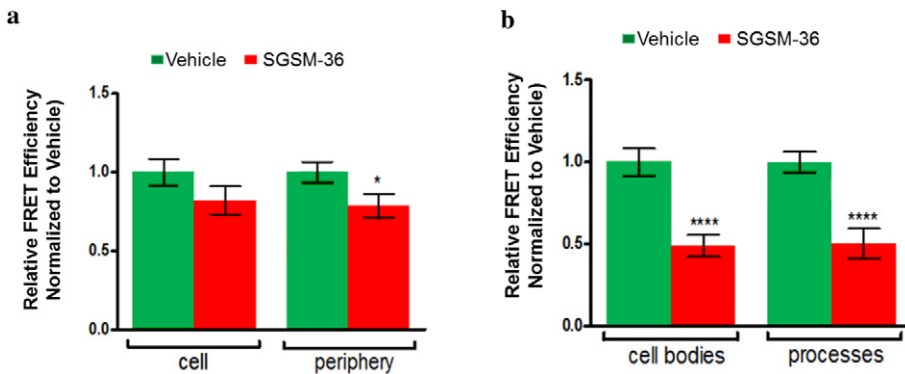 a
Vehicle SGSM-36
Relative FRET Efficiency
Normalized to Vehicle)
1.5
1.0
*
0.5
0.0
cell periphery
b
Vehicle SGSM-36
Relative FRET Efficiency
Normalized to Vehicle)
1.5
1.0
**** ****
0.5
0.0
cell bodies processes